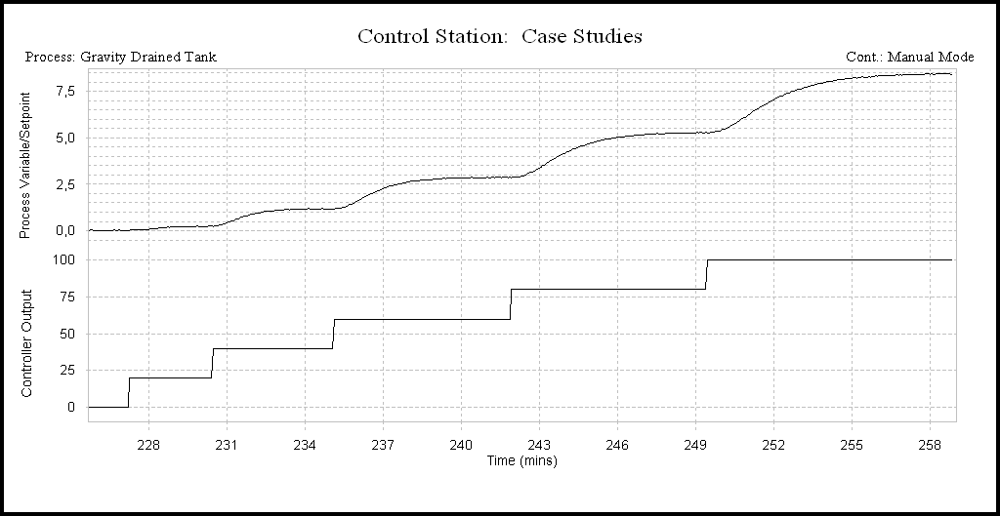 Control Station: Case Studies
Process: Gravity Drained Tank
Cont.: Manual Mode
Process Variable/Setpoint
7,5
5,0
2,5
0,0
Controller Output
100
75
50
25
0
228 231 234 237 240 243 246 249 252 255 258
Time (mins)